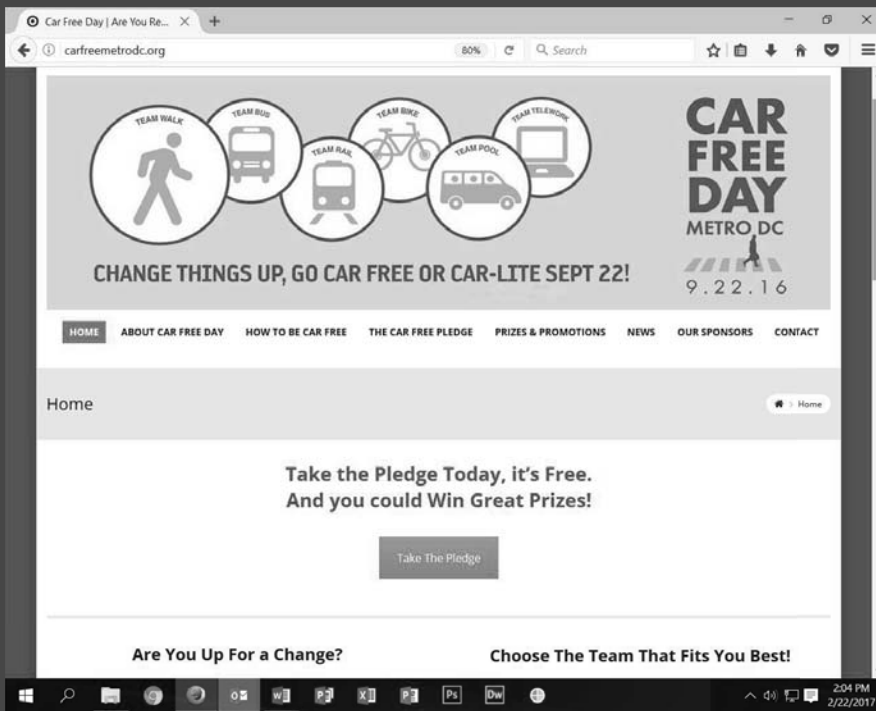 Car Free Day | Are You Re...
carfreemetrodc.org
80%
Search
TEAM WALK
TEAM BUS
TEAM RAIL
TEAM BIKE
TEAM POOL
TEAM TELEWORK
CAR
FREE
DAY
METRO DC
9.22.16
CHANGE THINGS UP, GO CAR FREE OR CAR-LITE SEPT 22!
HOME ABOUT CAR FREE DAY HOW TO BE CAR FREE THE CAR FREE PLEDGE PRIZES & PROMOTIONS NEWS OUR SPONSORS CONTACT
Home
Home
Take the Pledge Today, it's Free.
And you could Win Great Prizes!
Take The Pledge
Are You Up For a Change?
Choose The Team That Fits You Best!
Ps
Dw
2:04 PM
2/22/2017